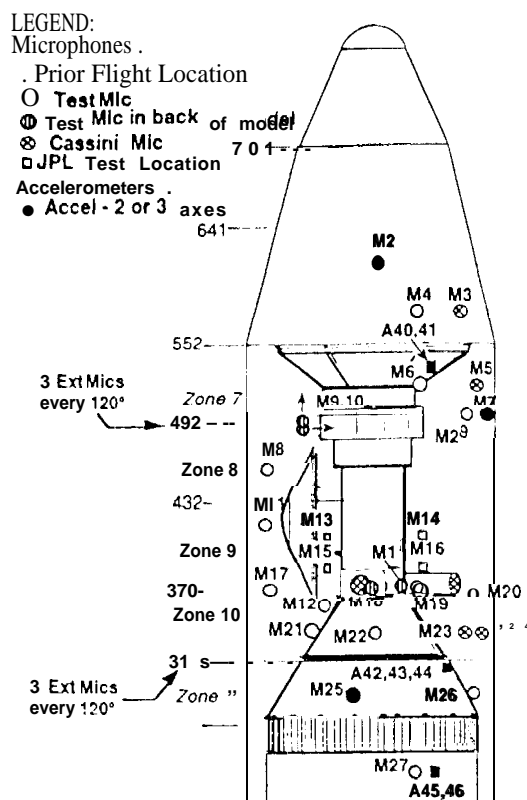 LEGEND:
Microphones .
. Prior Flight Location
Test Mic
Test Mic in back of model
Cassini Mic
JPL Test Location
Accelerometers .
Accel - 2 or 3 axes
701
641
M2
M4 M3
A40,41
552
M6 M5
3 Ext Mics
every 120°
Zone 7
M9,10
M7
492
M29
M8
Zone 8
432
M11
M13 M14
Zone 9
M15 M1 M16
370-
M17
M12 M18 M19 M20
Zone 10
M21 M22 M23
31 s
3 Ext Mics
every 120°
Zone "
A42,43,44
M25 M26
M27
A45,46